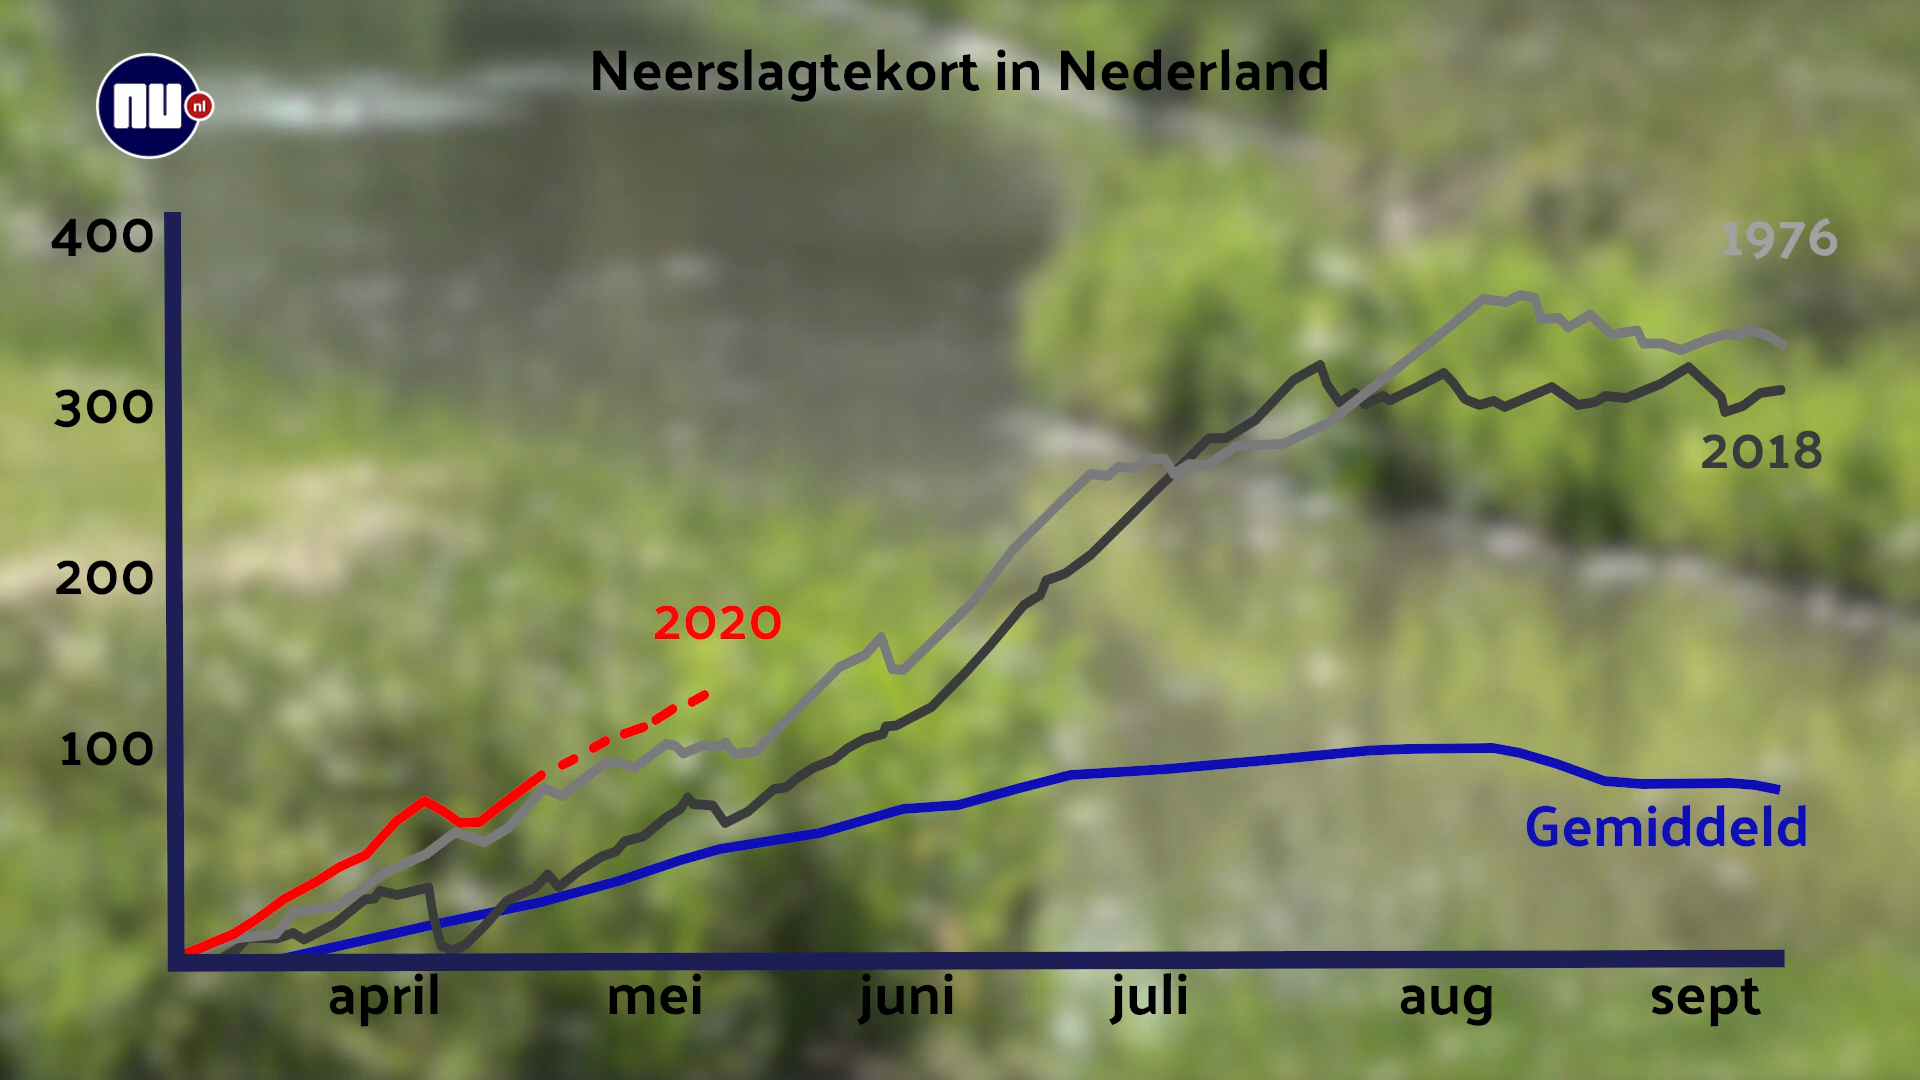 Neerslagtekort in Nederland
NU
nl
400
300
200
100
1976
2018
2020
Gemiddeld
april mei juni juli aug sept